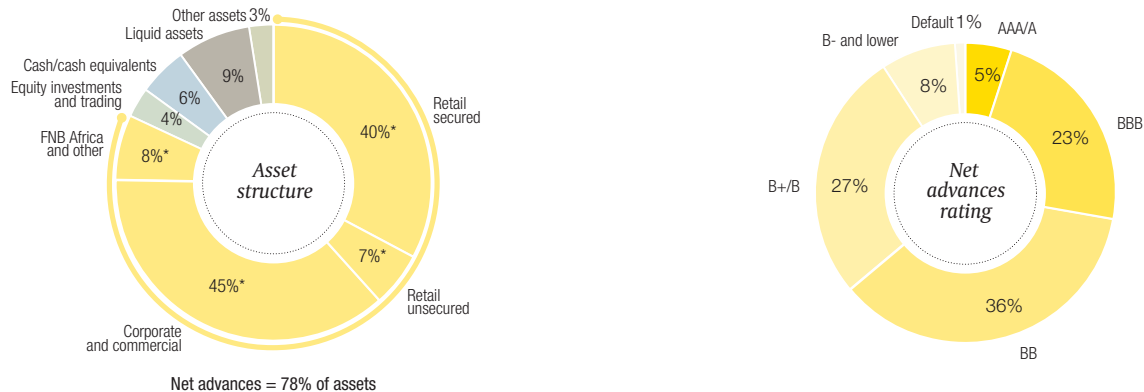 Other assets 3%
Liquid assets
9%
Cash/cash equivalents
6%
Equity investments
and trading
4%
FNB Africa
and other
8%*
Retail
secured
40%*
Asset
structure
7%*
Retail
unsecured
45%*
Corporate
and commercial
Net advances = 78% of assets
Default 1%
AAA/A
B- and lower
8%
5%
BBB
23%
B+/B
27%
Net
advances
rating
36%
BB